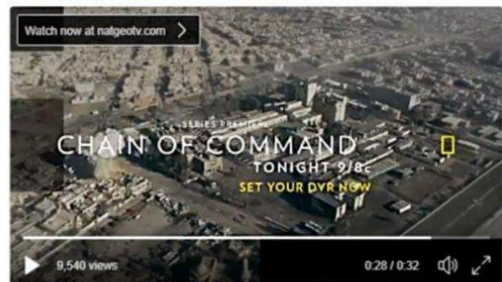 Watch now at natgeotv.com
SERIES PREMIERE
CHAIN OF COMMAND
TONIGHT 9/8c
SET YOUR DVR NOW
9,540 views
0:28 / 0:32